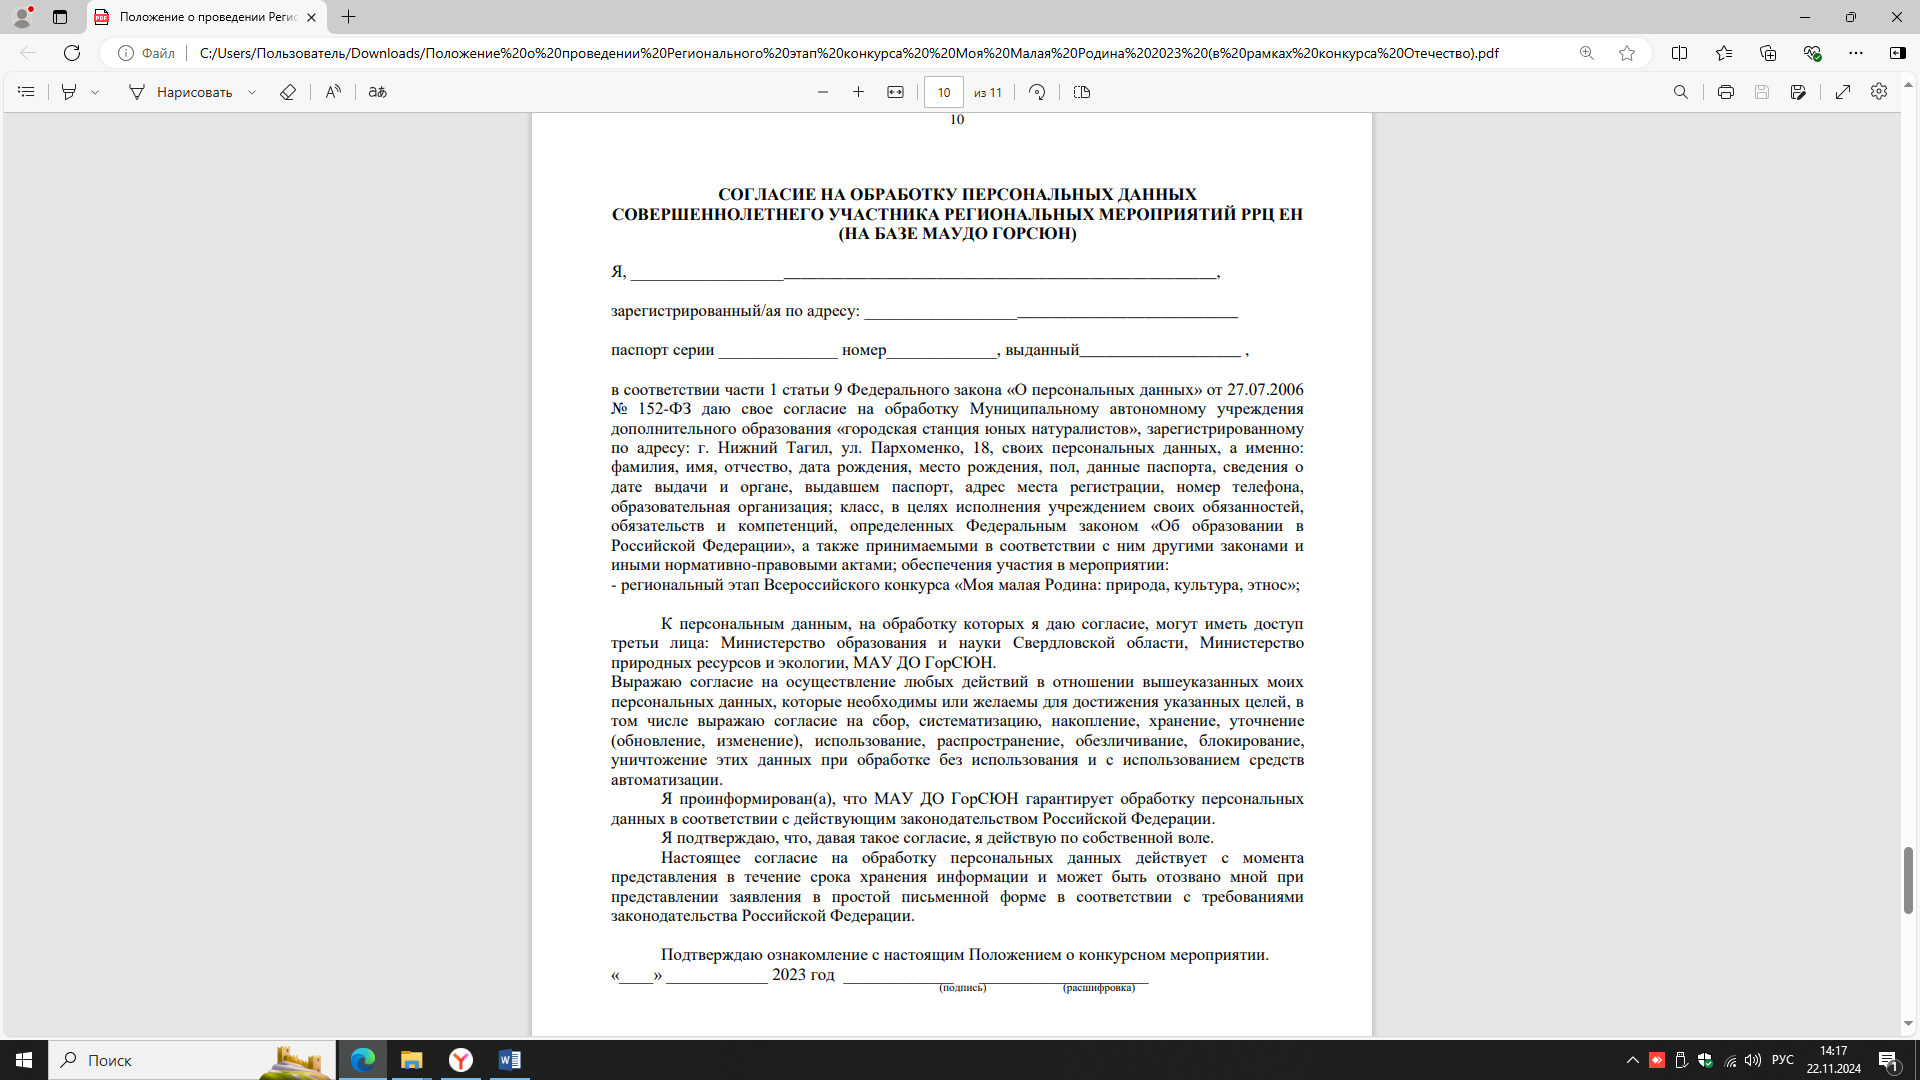 Положение о проведении Реги
Файл
C:/Users/Пользователь/Downloads/Положение%20о%20проведении%20Регионального%20этап%20конкурса%20%20Моя%20Малая%20Родина%202023%20(в%20рамках%20конкурса%20Отечество).pdf
Нарисовать
10 из 11
10
СОГЛАСИЕ НА ОБРАБОТКУ ПЕРСОНАЛЬНЫХ ДАННЫХ
СОВЕРШЕННОЛЕТНЕГО УЧАСТНИКА РЕГИОНАЛЬНЫХ МЕРОПРИЯТИЙ РРЦ ЕН
(НА БАЗЕ МАУДО ГОРСЮН)
Я, ____________________________________________________________________,
зарегистрированный/ая по адресу: ____________________________________________
паспорт серии ______________ номер_____________, выданный___________________ ,
в соответствии части 1 статьи 9 Федерального закона «О персональных данных» от 27.07.2006
№ 152-ФЗ даю свое согласие на обработку Муниципальному автономному учреждения
дополнительного образования «городская станция юных натуралистов», зарегистрированному
по адресу: г. Нижний Тагил, ул. Пархоменко, 18, своих персональных данных, а именно:
фамилия, имя, отчество, дата рождения, место рождения, пол, данные паспорта, сведения о
дате выдачи и органе, выдавшем паспорт, адрес места регистрации, номер телефона,
образовательная организация; класс, в целях исполнения учреждением своих обязанностей,
обязательств и компетенций, определенных Федеральным законом «Об образовании в
Российской Федерации», а также принимаемыми в соответствии с ним другими законами и
иными нормативно-правовыми актами; обеспечения участия в мероприятии:
- региональный этап Всероссийского конкурса «Моя малая Родина: природа, культура, этнос»;
К персональным данным, на обработку которых я даю согласие, могут иметь доступ
третьи лица: Министерство образования и науки Свердловской области, Министерство
природных ресурсов и экологии, МАУ ДО ГорСЮН.
Выражаю согласие на осуществление любых действий в отношении вышеуказанных моих
персональных данных, которые необходимы или желаемы для достижения указанных целей, в
том числе выражаю согласие на сбор, систематизацию, накопление, хранение, уточнение
(обновление, изменение), использование, распространение, обезличивание, блокирование,
уничтожение этих данных при обработке без использования и с использованием средств
автоматизации.
Я проинформирован(а), что МАУ ДО ГорСЮН гарантирует обработку персональных
данных в соответствии с действующим законодательством Российской Федерации.
Я подтверждаю, что, давая такое согласие, я действую по собственной воле.
Настоящее согласие на обработку персональных данных действует с момента
представления в течение срока хранения информации и может быть отозвано мной при
представлении заявления в простой письменной форме в соответствии с требованиями
законодательства Российской Федерации.
Подтверждаю ознакомление с настоящим Положением о конкурсном мероприятии.
«____» ____________ 2023 год _____________ ____________________
(подпись) (расшифровка)
Поиск
РУС
14:17
22.11.2024
1